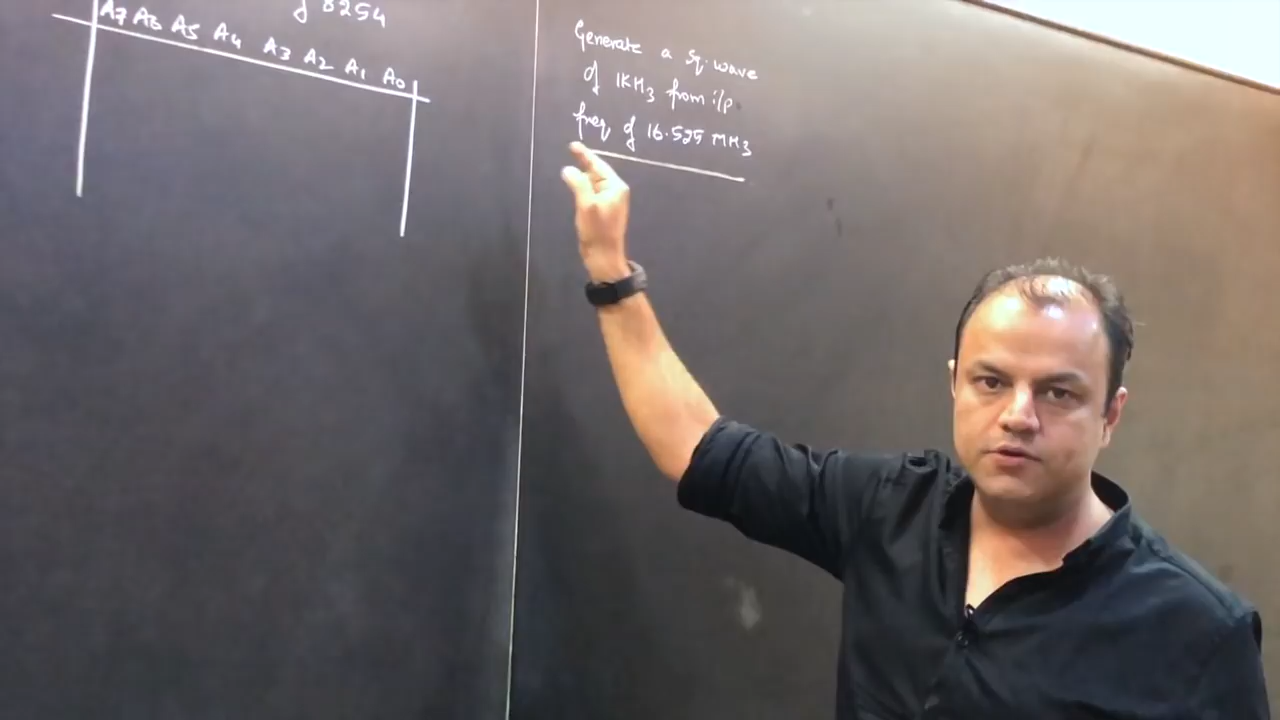 of 8254
A7 A6 A5 A4 A3 A2 A1 A0
Generate a sq. wave
of 1KHz from i/p
freq of 16.525 MHz